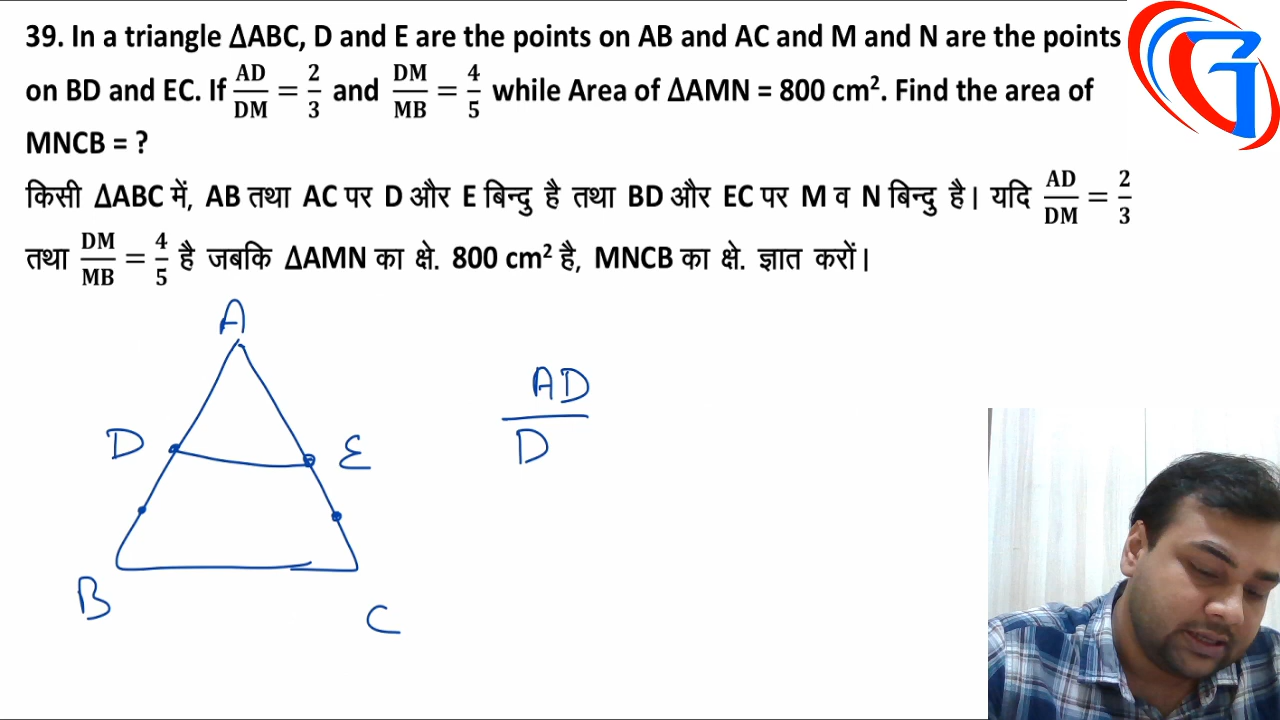 39. In a triangle ΔABC, D and E are the points on AB and AC and M and N are the points
on BD and EC. If AD/DM = 2/3 and DM/MB = 4/5 while Area of ΔAMN = 800 cm². Find the area of
MNCB = ?
किसी ΔABC में, AB तथा AC पर D और E बिन्दु है तथा BD और EC पर M व N बिन्दु है। यदि AD/DM = 2/3
तथा DM/MB = 4/5 है जबकि ΔAMN का क्षे. 800 cm² है, MNCB का क्षे. ज्ञात करों।
A
D E
B C
AD
D
G